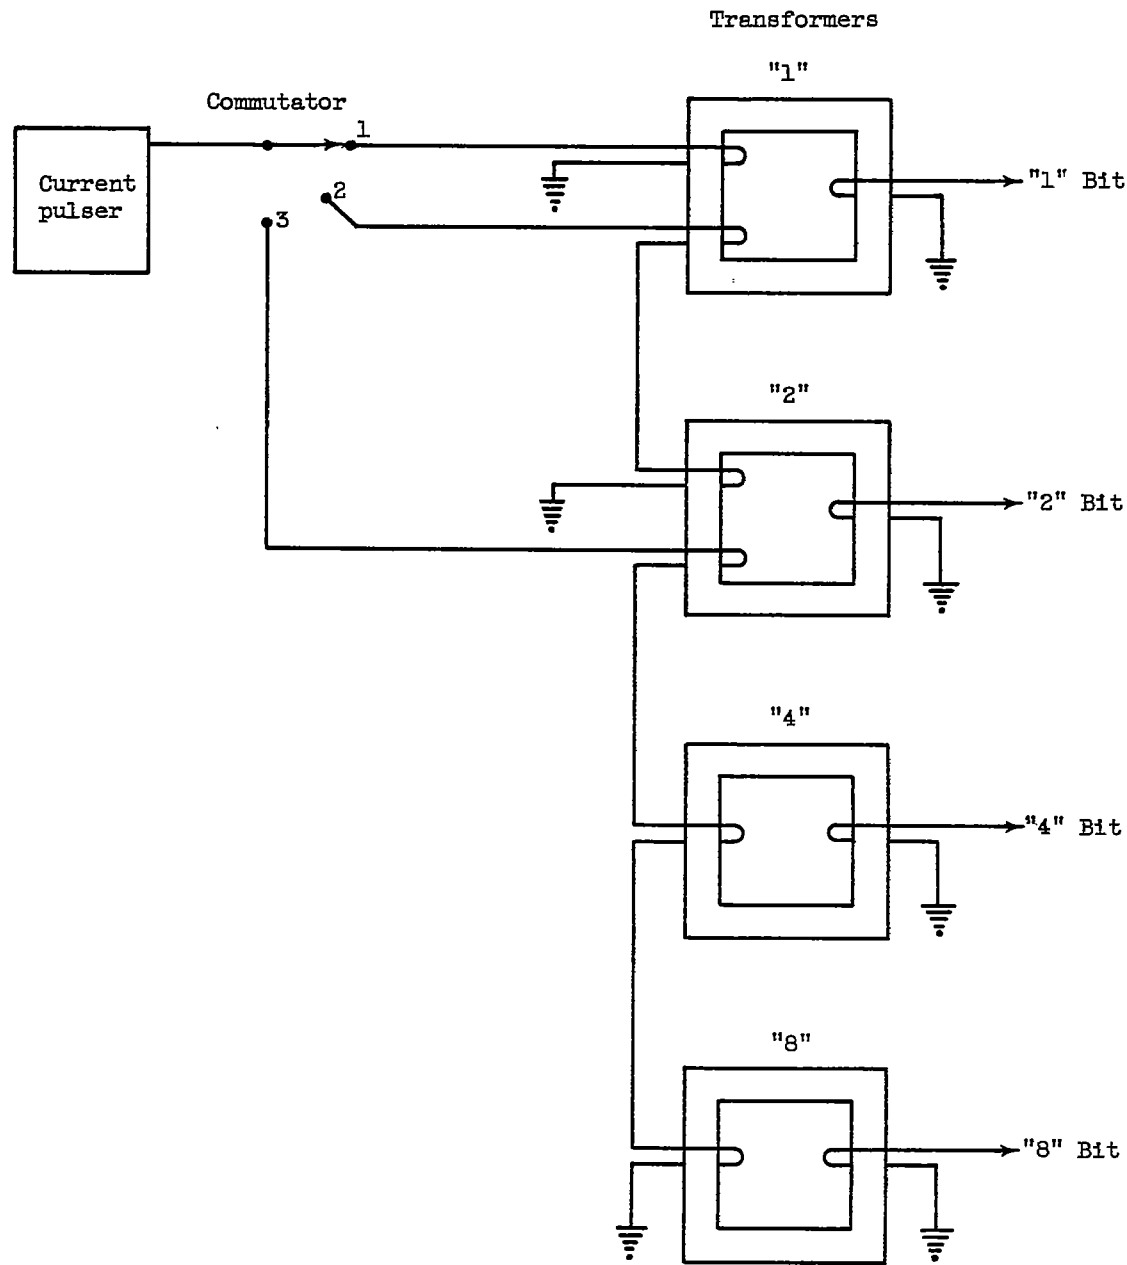 Transformers
"1"
Commutator
1
Current
pulser
2
3
"1" Bit
"2"
"2" Bit
"4"
"4" Bit
"8"
"8" Bit